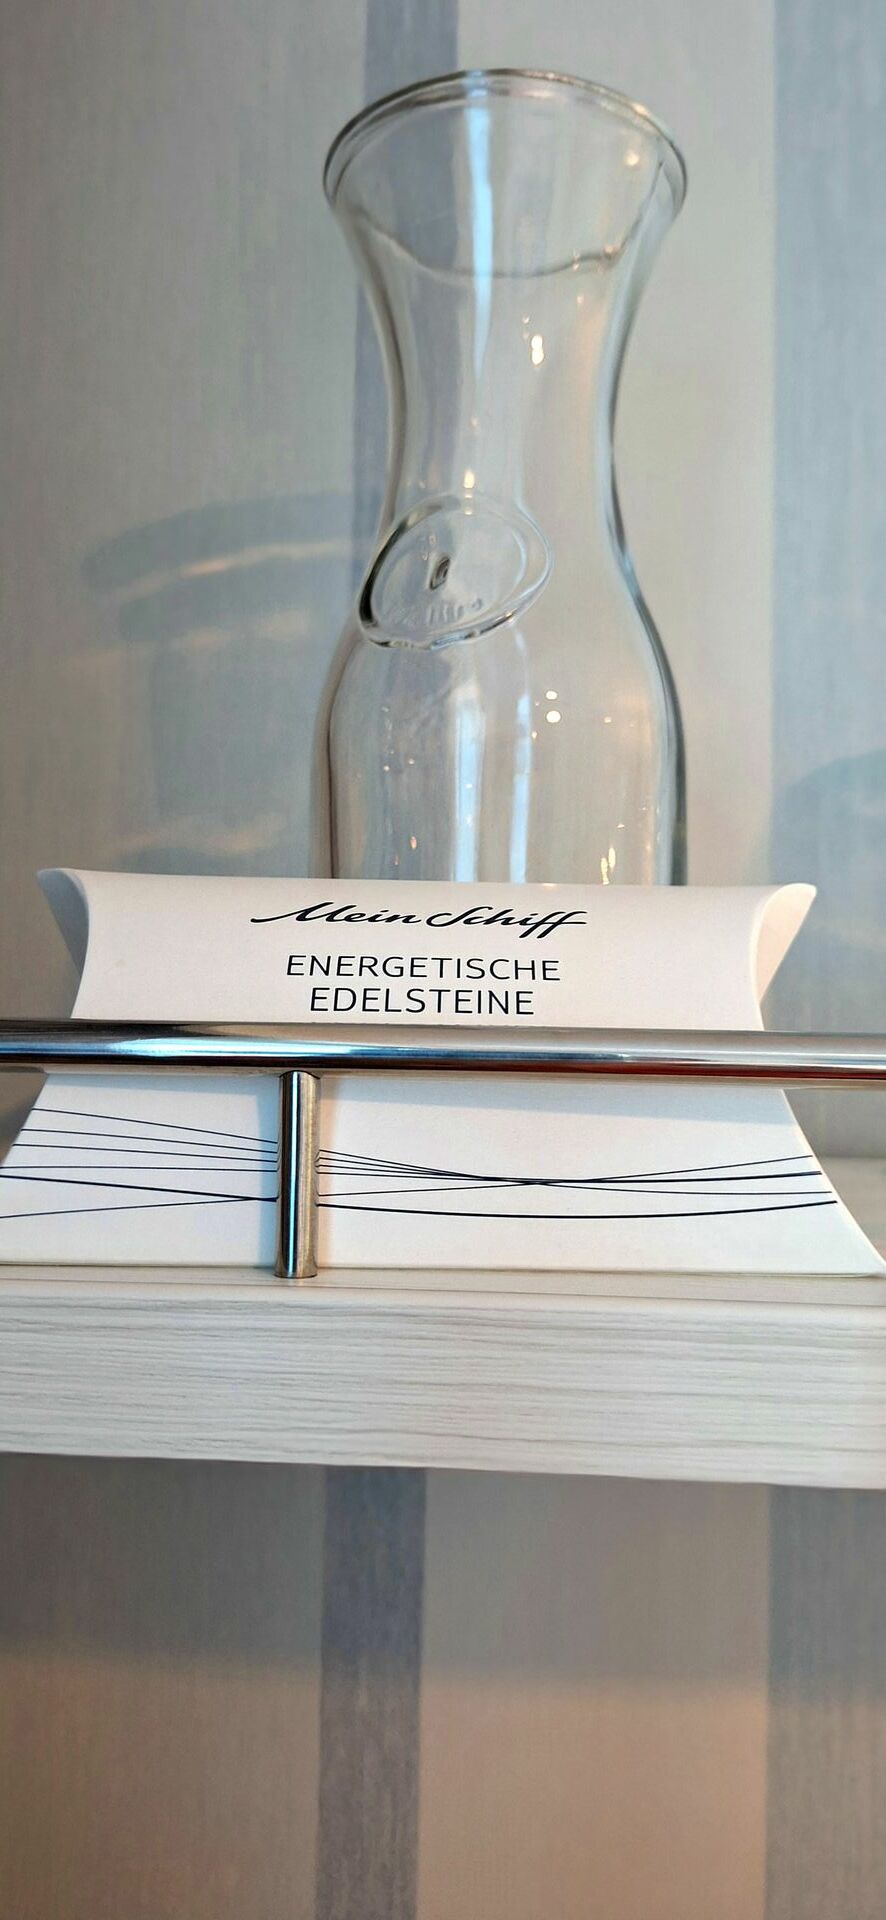 Mein Schiff
ENERGETISCHE
EDELSTEINE